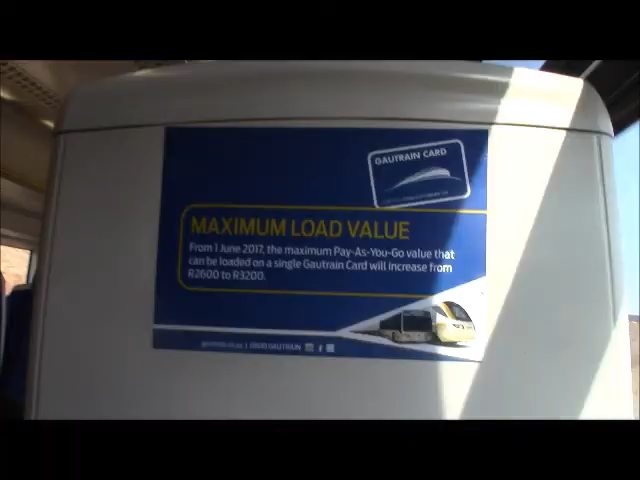 GAUTRAIN CARD
MAXIMUM LOAD VALUE
From 1 June 2017, the maximum Pay-As-You-Go value that
can be loaded on a single Gautrain Card will increase from
R2600 to R3200.
| 0800 GAUTRAIN